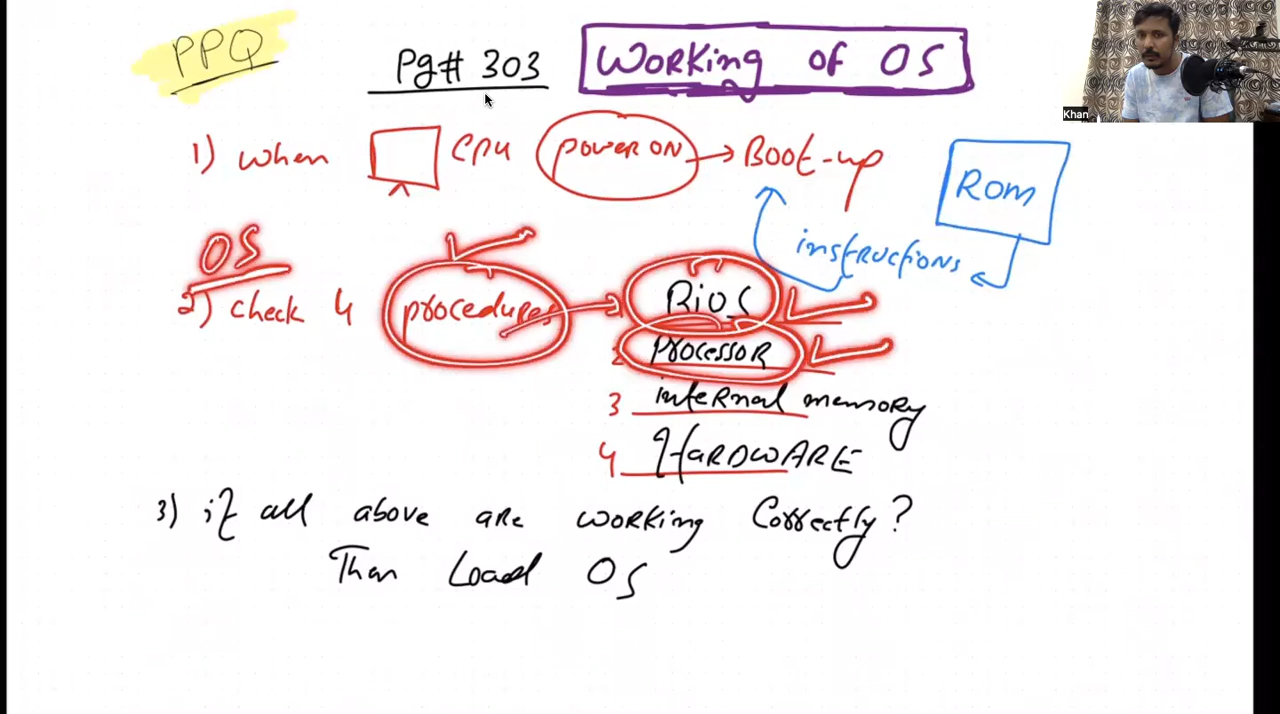 PPQ
Pg# 303
Working of OS
Khan
1) when CPU power ON → Boot-up
ROM
instructions
OS
2) check 4 procedures → BIOS
2 processor
3 internal memory
4 HARDWARE
3) if all above are working correctly?
Then Load OS